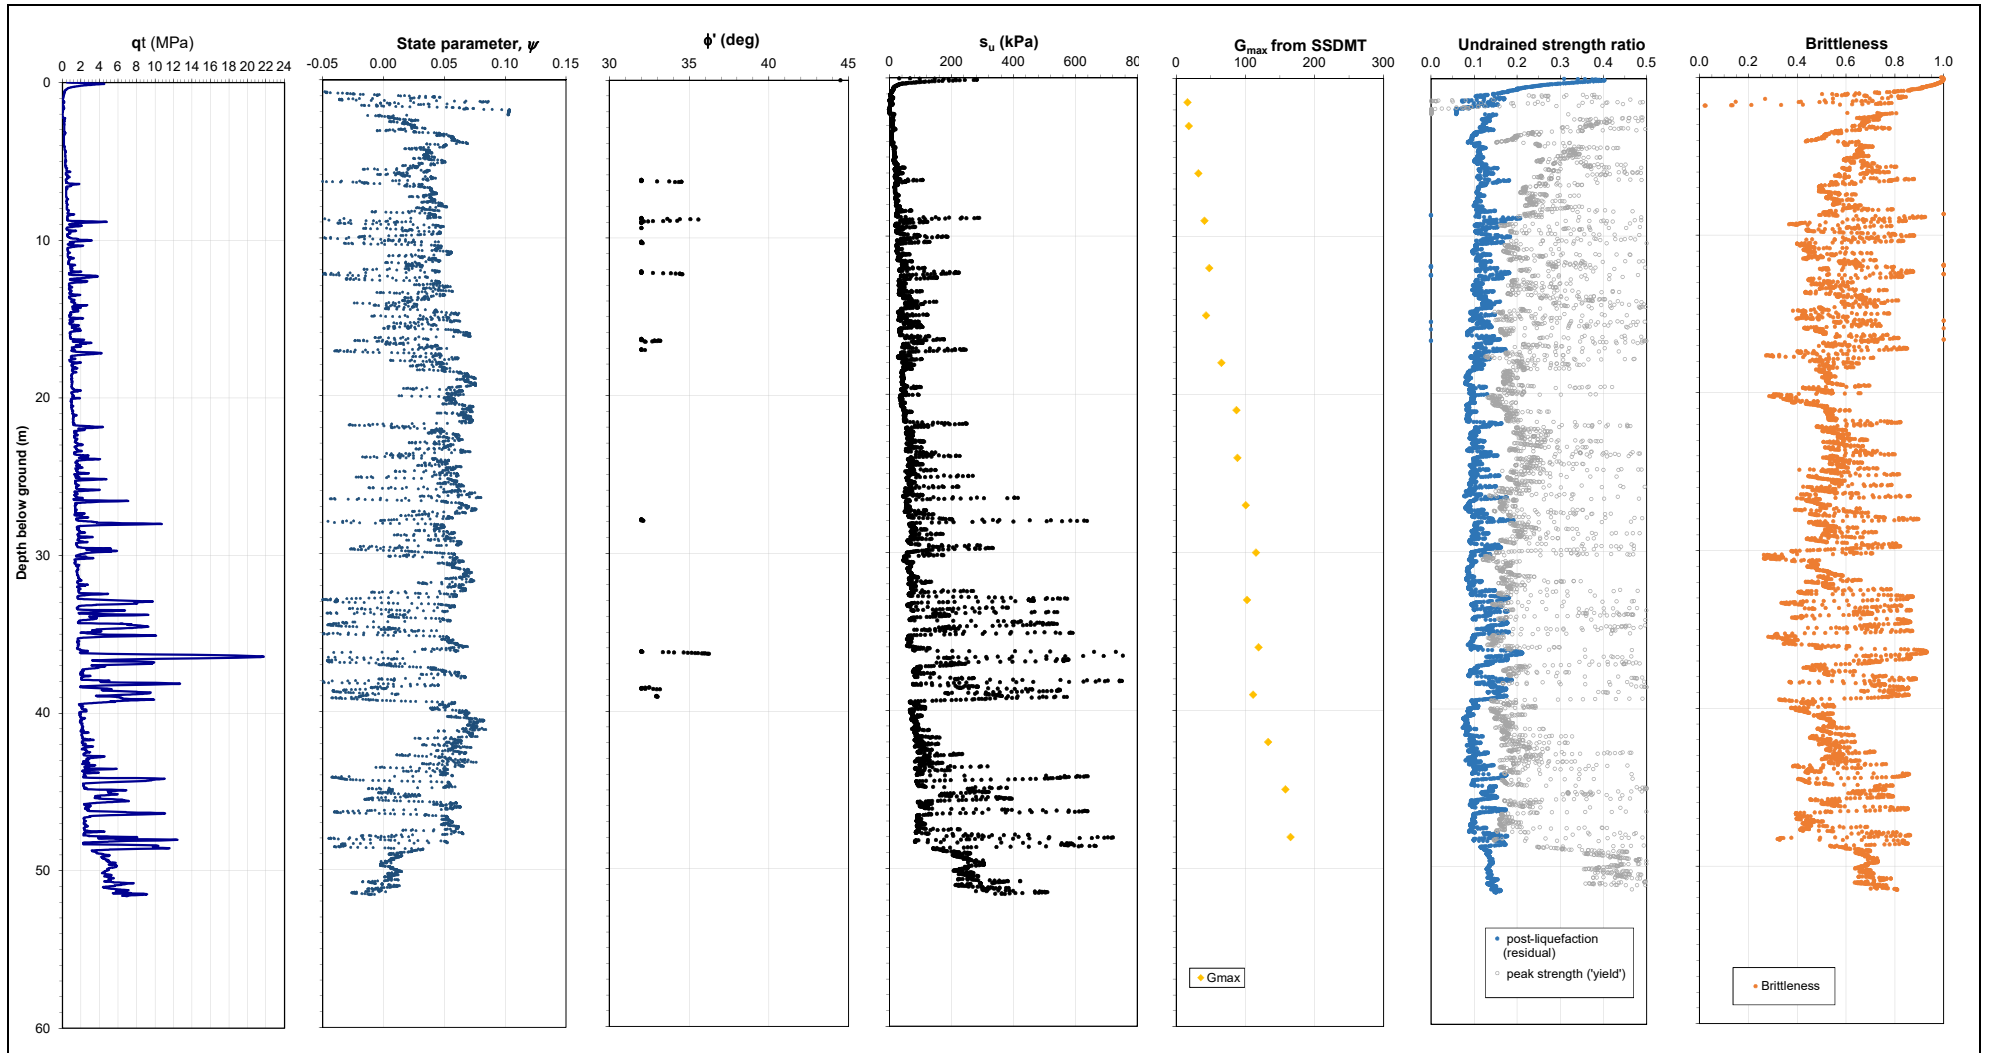 qt (MPa)
0 2 4 6 8 10 12 14 16 18 20 22 24
State parameter, ψ
-0.05 0.00 0.05 0.10 0.15
ϕ' (deg)
30 35 40 45
su (kPa)
0 200 400 600 80
Gmax from SSDMT
0 100 200 300
Undrained strength ratio
0.0 0.1 0.2 0.3 0.4 0.5
Brittleness
0.0 0.2 0.4 0.6 0.8 1.0
Depth below ground (m)
0
10
20
30
40
50
60
Gmax
post-liquefaction
(residual)
peak strength ('yield')
Brittleness